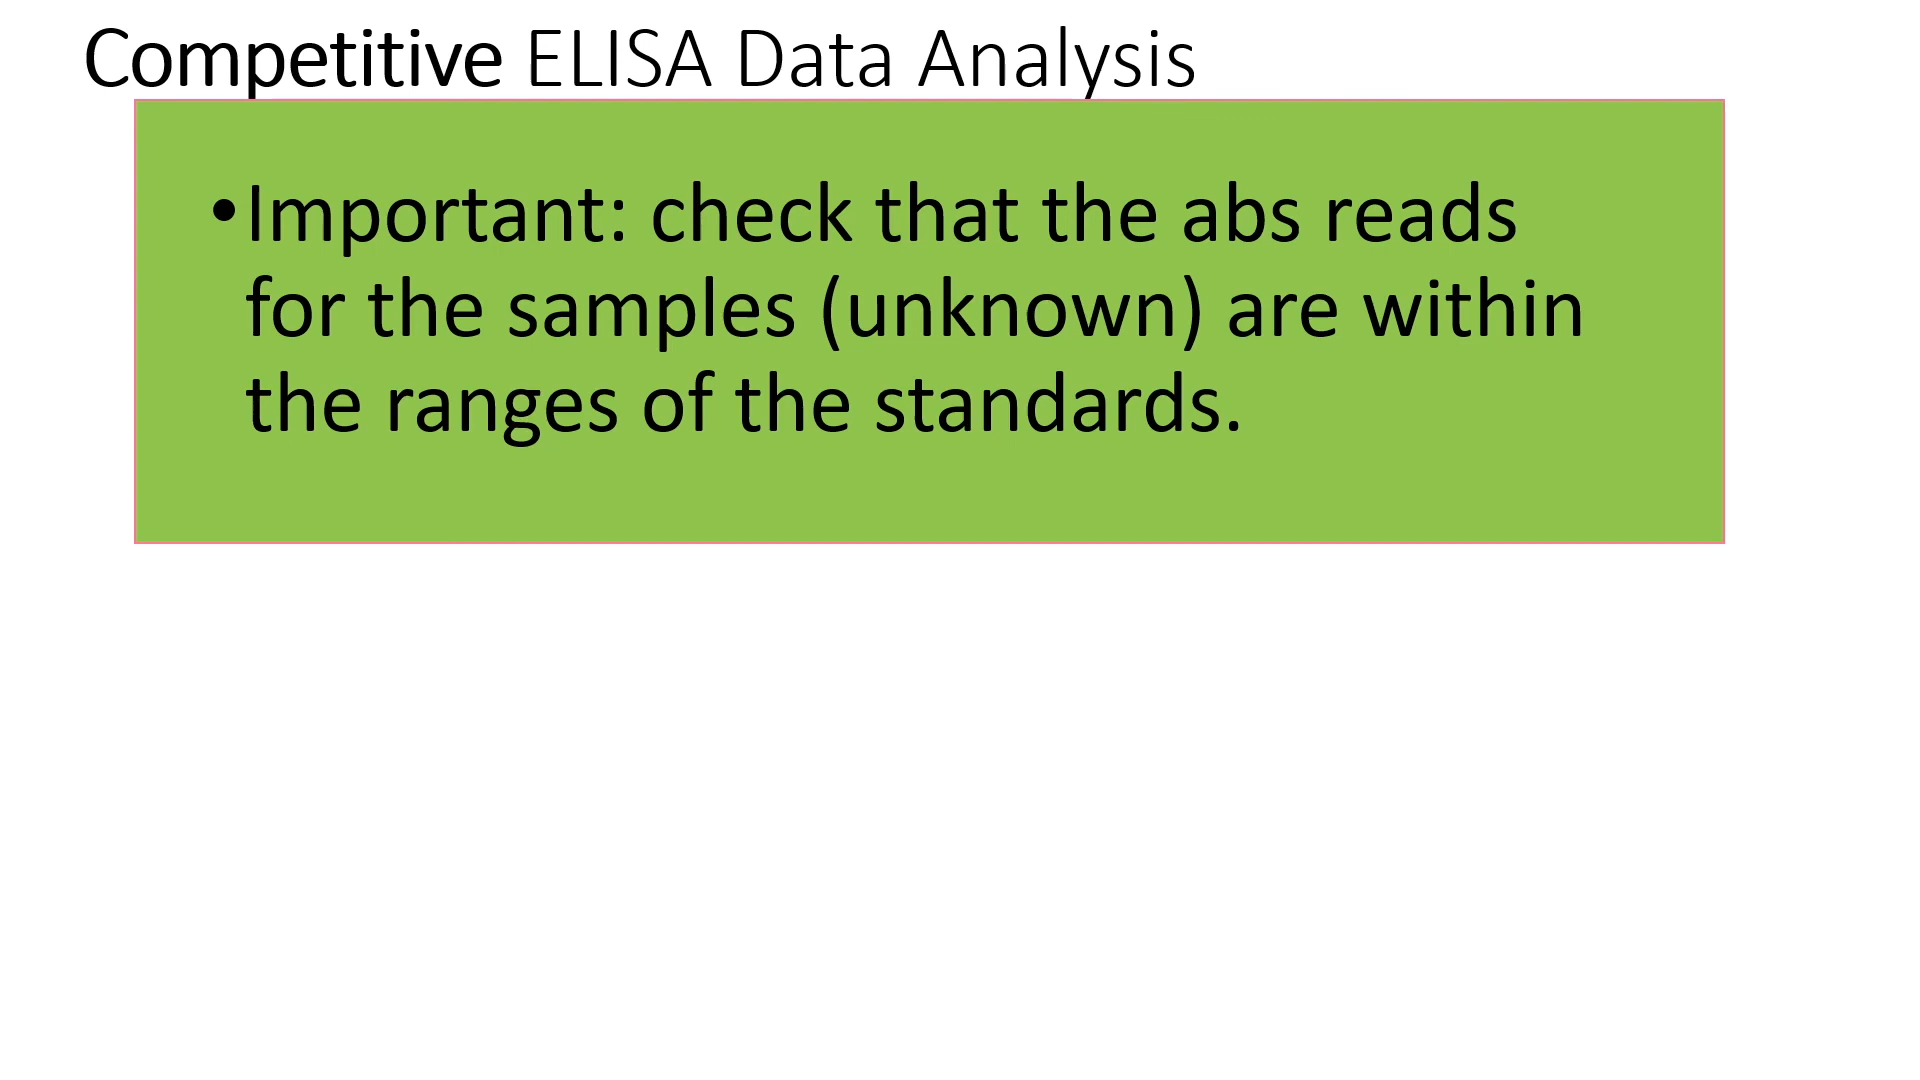 Competitive ELISA Data Analysis
•Important: check that the abs reads
for the samples (unknown) are within
the ranges of the standards.